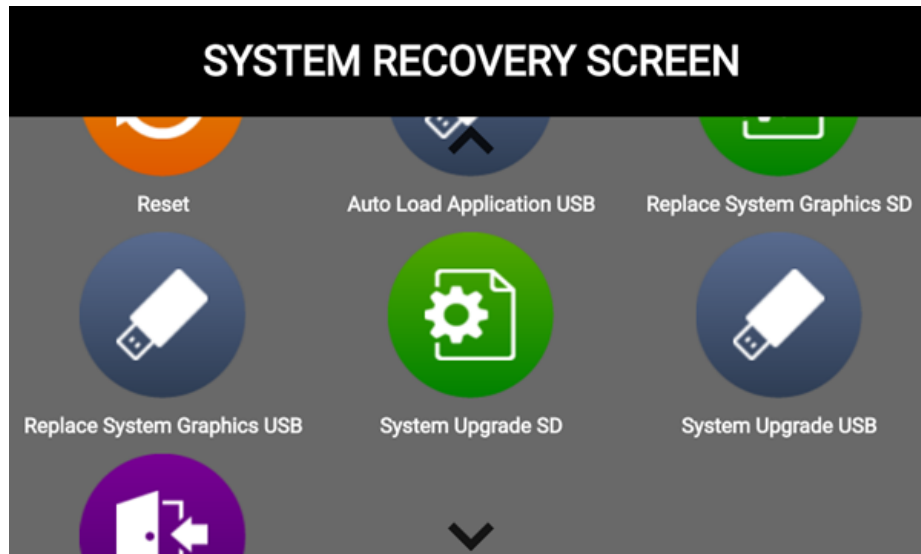 SYSTEM RECOVERY SCREEN
Reset
Auto Load Application USB
Replace System Graphics SD
Replace System Graphics USB
System Upgrade SD
System Upgrade USB